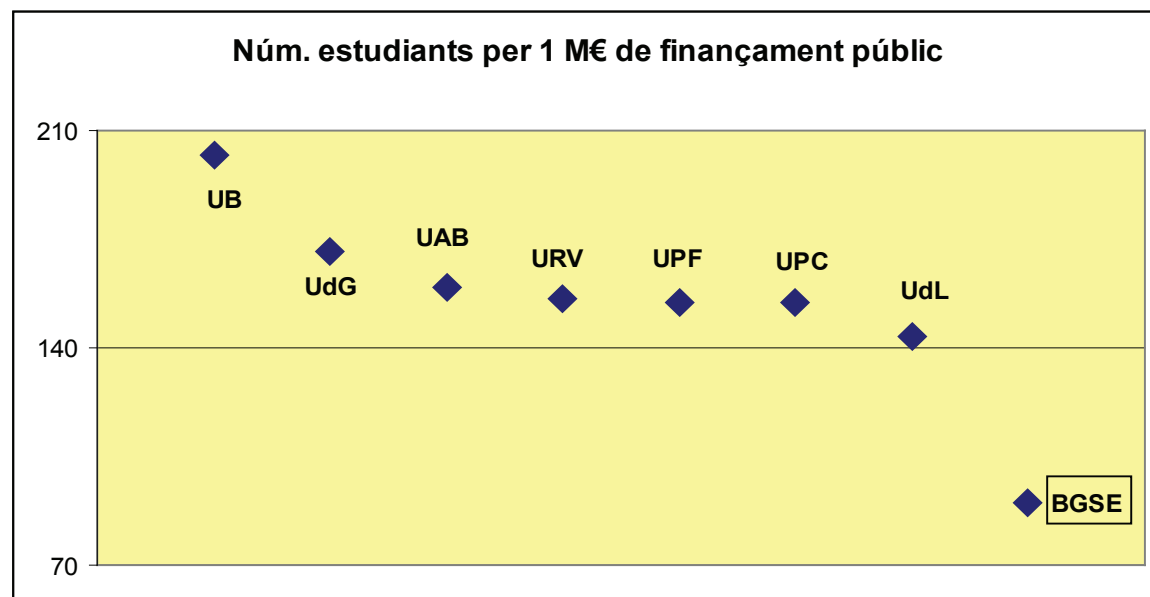 Núm. estudiants per 1 M€ de finançament públic
210
UB
UAB
URV
UPF
UPC
UdG
UdL
140
BGSE
70